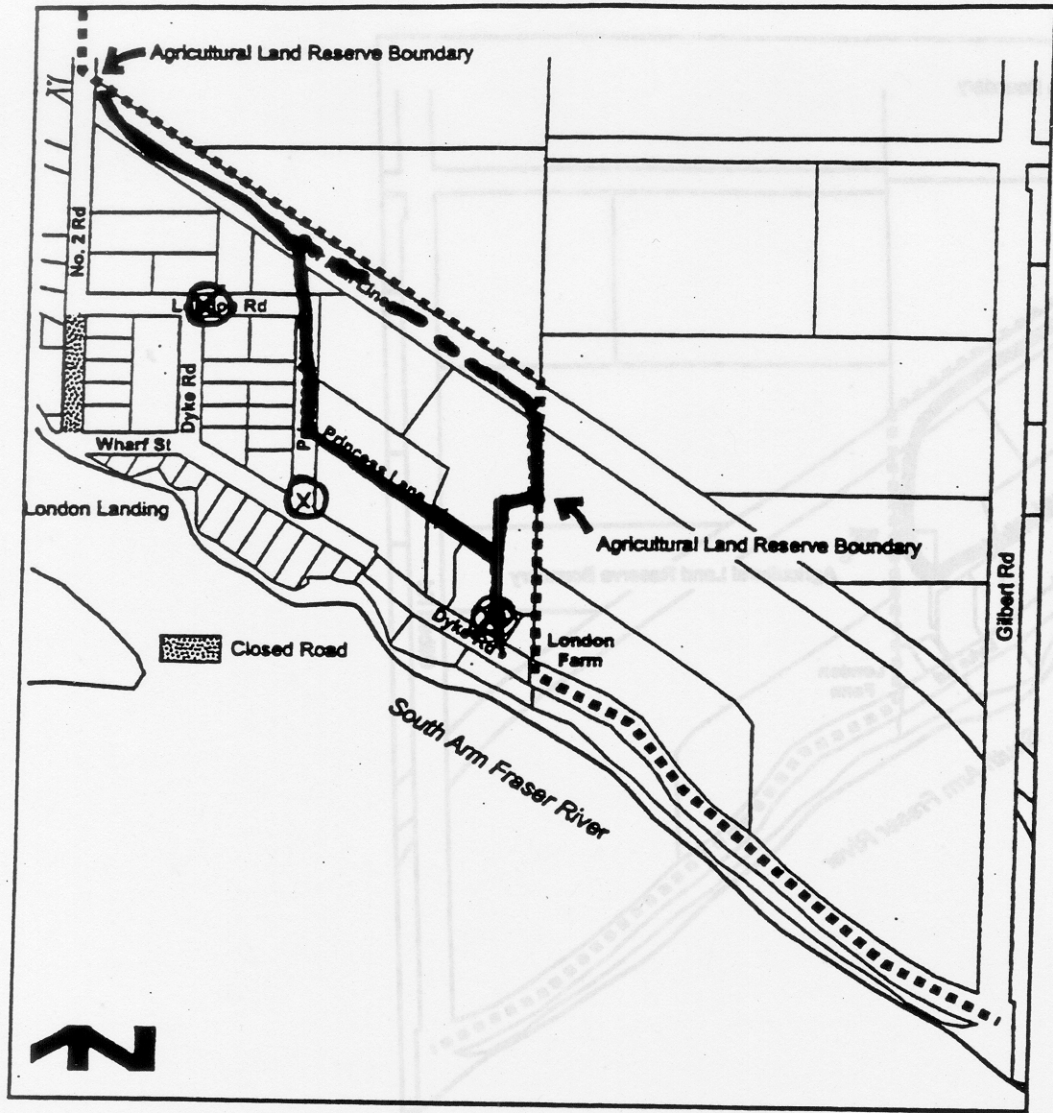 Agricultural Land Reserve Boundary
No. 2 Rd
Rd
Dyke Rd
Wharf St
Princess Lane
London Landing
Agricultural Land Reserve Boundary
Gilbert Rd
Dyke Rd
London
Farm
Closed Road
South Arm Fraser River
N